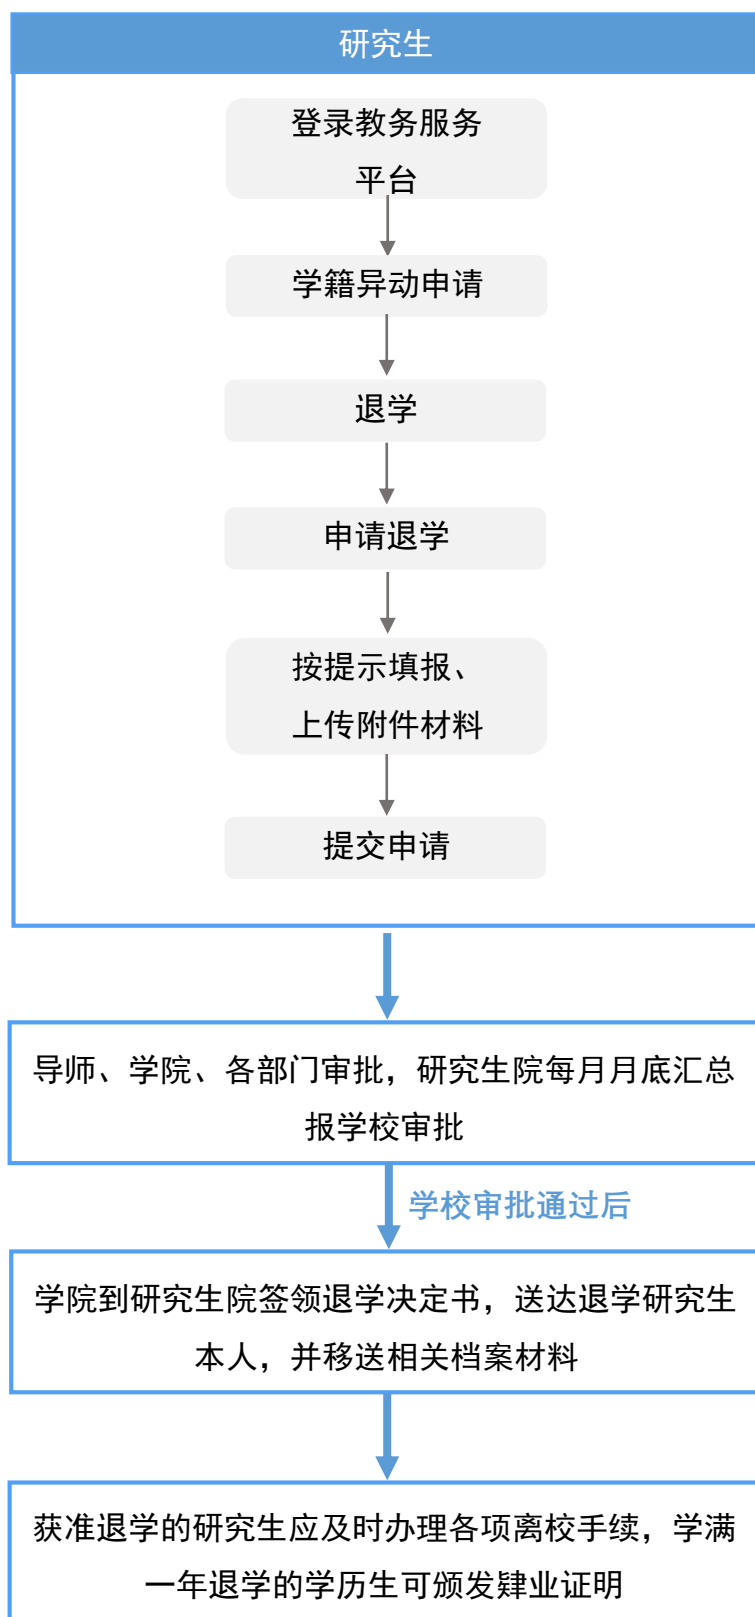 研究生
登录教务服务
平台
学籍异动申请
退学
申请退学
按提示填报、
上传附件材料
提交申请
导师、学院、各部门审批，研究生院每月月底汇总
报学校审批
学校审批通过后
学院到研究生院签领退学决定书，送达退学研究生
本人，并移送相关档案材料
获准退学的研究生应及时办理各项离校手续，学满
一年退学的学历生可颁发肄业证明